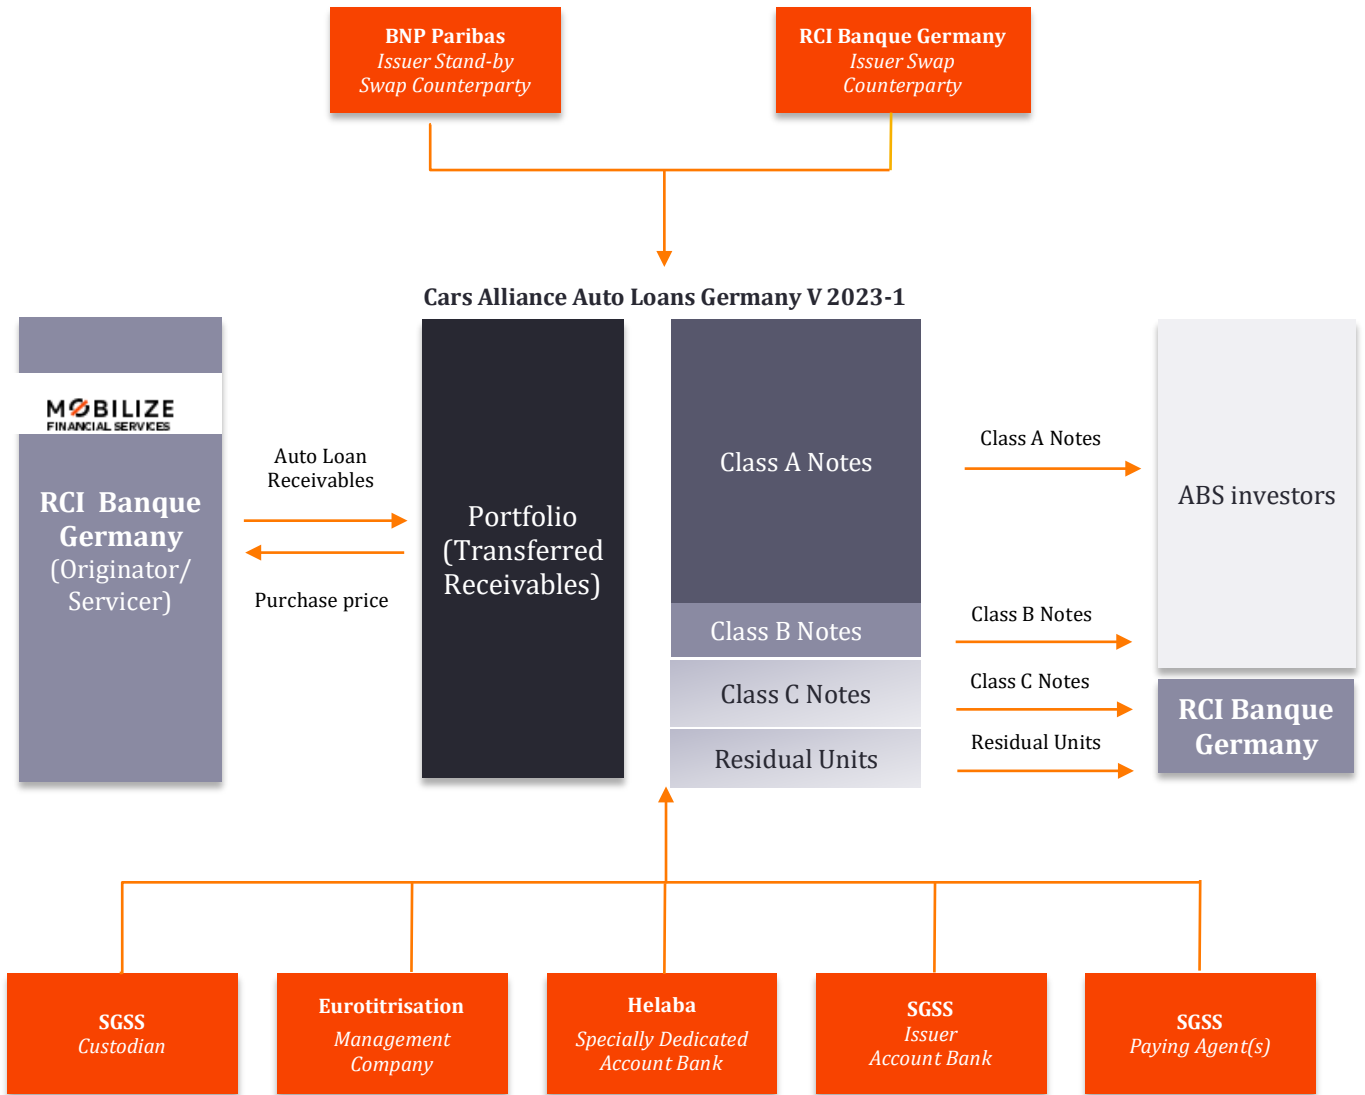 BNP Paribas
Issuer Stand-by
Swap Counterparty
RCI Banque Germany
Issuer Swap
Counterparty
Cars Alliance Auto Loans Germany V 2023-1
MOBILIZE
FINANCIAL SERVICES
RCI Banque
Germany
(Originator/
Servicer)
Auto Loan
Receivables
Purchase price
Portfolio
(Transferred
Receivables)
Class A Notes
Class B Notes
Class C Notes
Residual Units
Class A Notes
Class B Notes
Class C Notes
Residual Units
ABS investors
RCI Banque
Germany
SGSS
Custodian
Eurotitrisation
Management
Company
Helaba
Specially Dedicated
Account Bank
SGSS
Issuer
Account Bank
SGSS
Paying Agent(s)